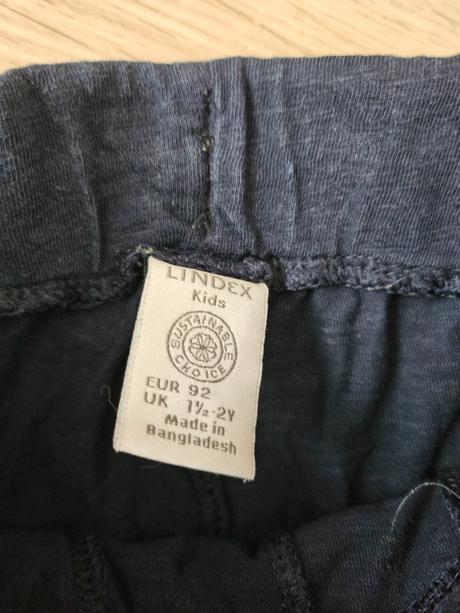 LINDEX
Kids
SUSTAINABLE
CHOICE
EUR 92
UK 1½-2Y
Made in
Bangladesh